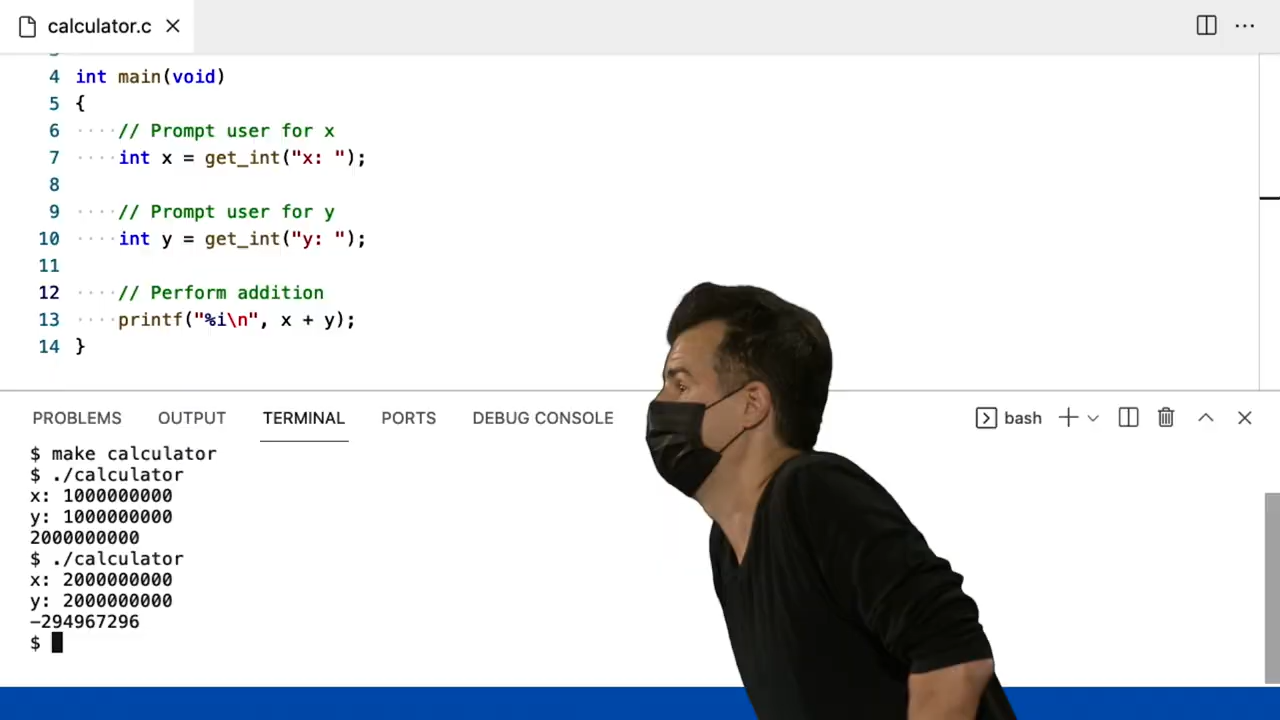 calculator.c
4 int main(void)
5 {
6 ····// Prompt user for x
7 ····int x = get_int("x: ");
8
9 ····// Prompt user for y
10 ····int y = get_int("y: ");
11
12 ····// Perform addition
13 ····printf("%i\n", x + y);
14 }
PROBLEMS OUTPUT TERMINAL PORTS DEBUG CONSOLE bash
$ make calculator
$ ./calculator
x: 1000000000
y: 1000000000
2000000000
$ ./calculator
x: 2000000000
y: 2000000000
-294967296
$